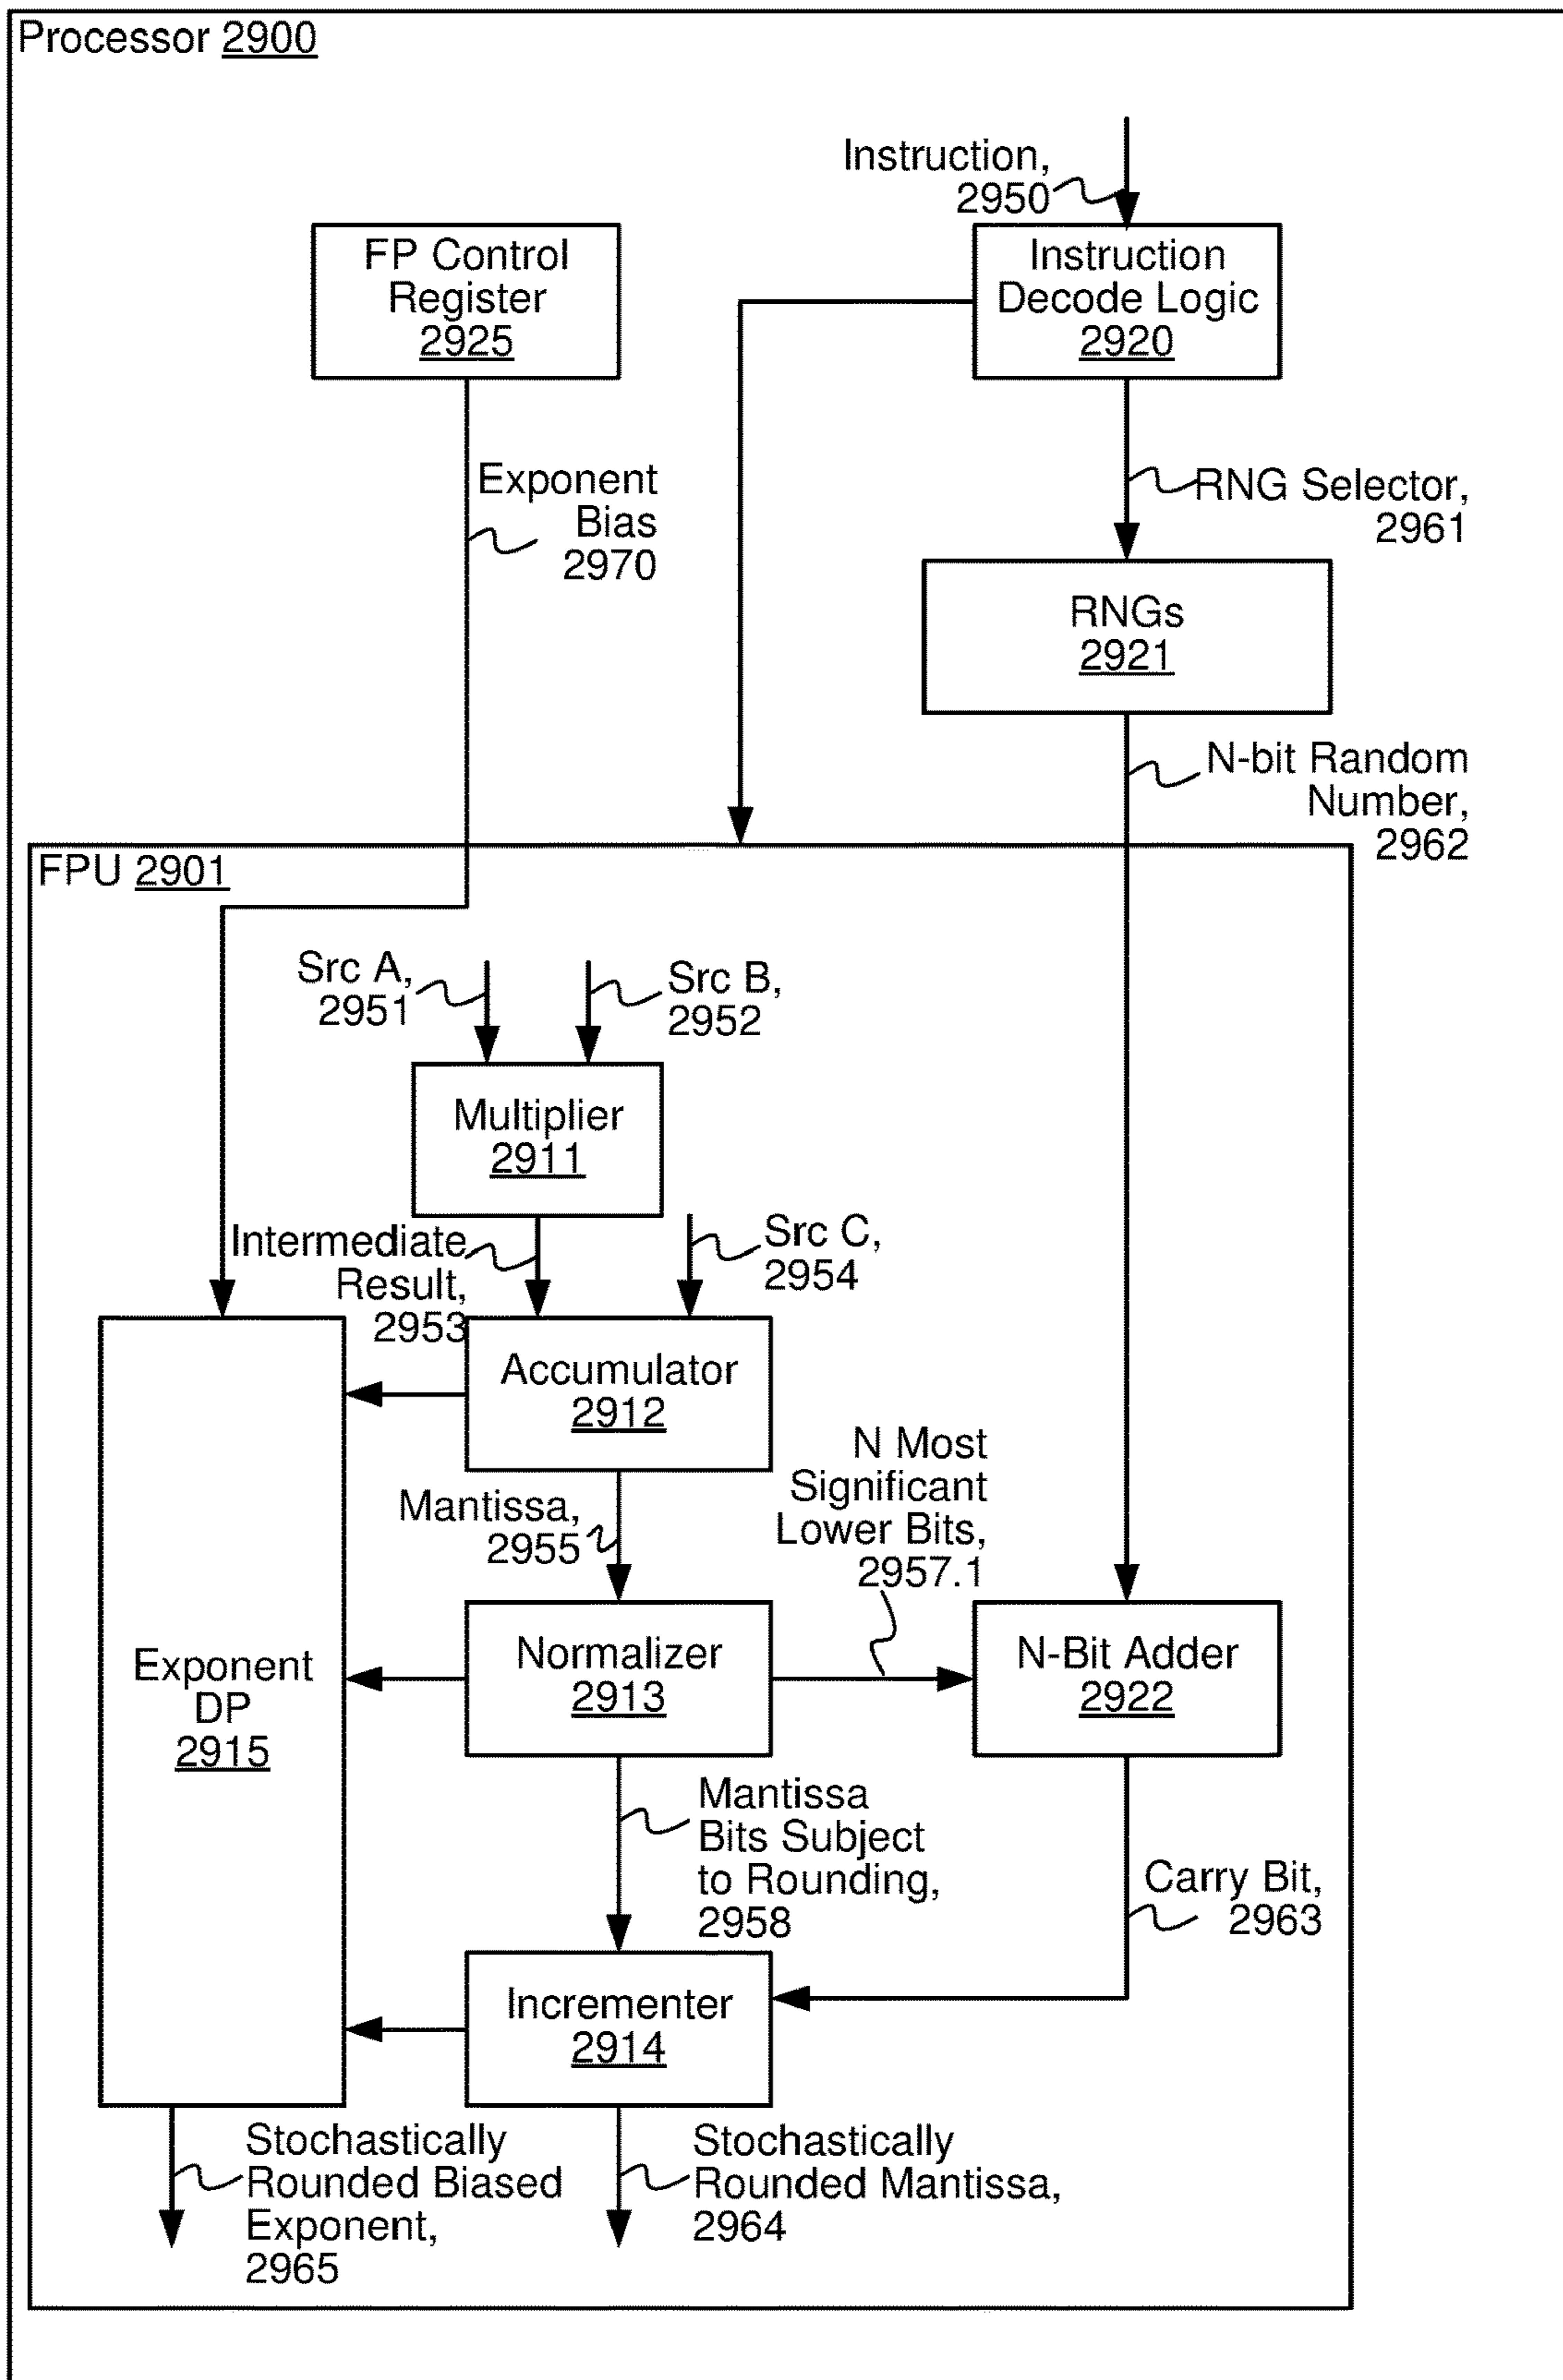 Processor 2900
Instruction,
2950
FP Control
Register
2925
Instruction
Decode Logic
2920
Exponent
Bias
2970
RNG Selector,
2961
RNGs
2921
N-bit Random
Number,
2962
FPU 2901
Src A,
2951
Src B,
2952
Multiplier
2911
Intermediate
Result,
2953
Src C,
2954
Accumulator
2912
N Most
Significant
Lower Bits,
2957.1
Mantissa,
2955
Exponent
DP
2915
Normalizer
2913
N-Bit Adder
2922
Mantissa
Bits Subject
to Rounding,
2958
Carry Bit,
2963
Incrementer
2914
Stochastically
Rounded Biased
Exponent,
2965
Stochastically
Rounded Mantissa,
2964